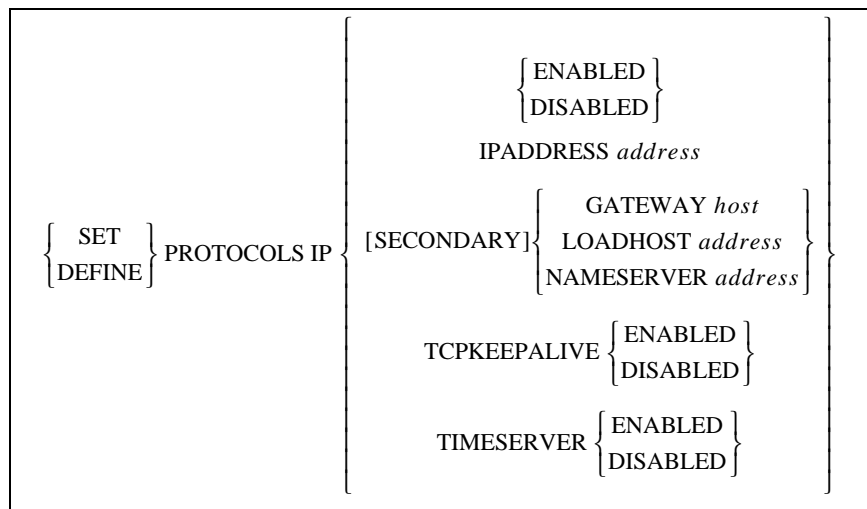 ENABLED
DISABLED
IPADDRESS address
GATEWAY host
SET
[SECONDARY]
LOADHOST address
PROTOCOLS IP
DEFINE
NAMESERVER address
ENABLED
TCPKEEPALIVE
DISABLED
ENABLED
TIMESERVER
DISABLED